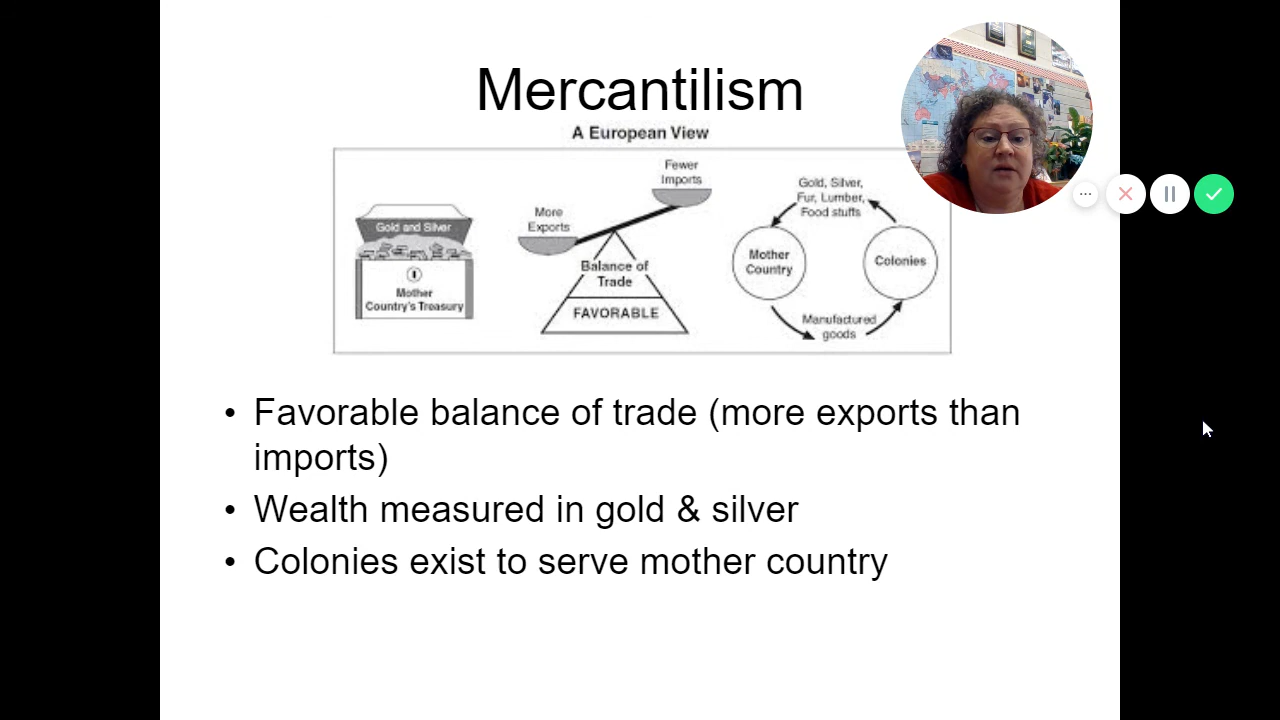 Mercantilism
A European View
Gold and Silver
Mother
Country's Treasury
More
Exports
Fewer
Imports
Balance of
Trade
FAVORABLE
Gold, Silver,
Fur, Lumber,
Food stuffs
Mother
Country
Colonies
Manufactured
goods
• Favorable balance of trade (more exports than
imports)
• Wealth measured in gold & silver
• Colonies exist to serve mother country